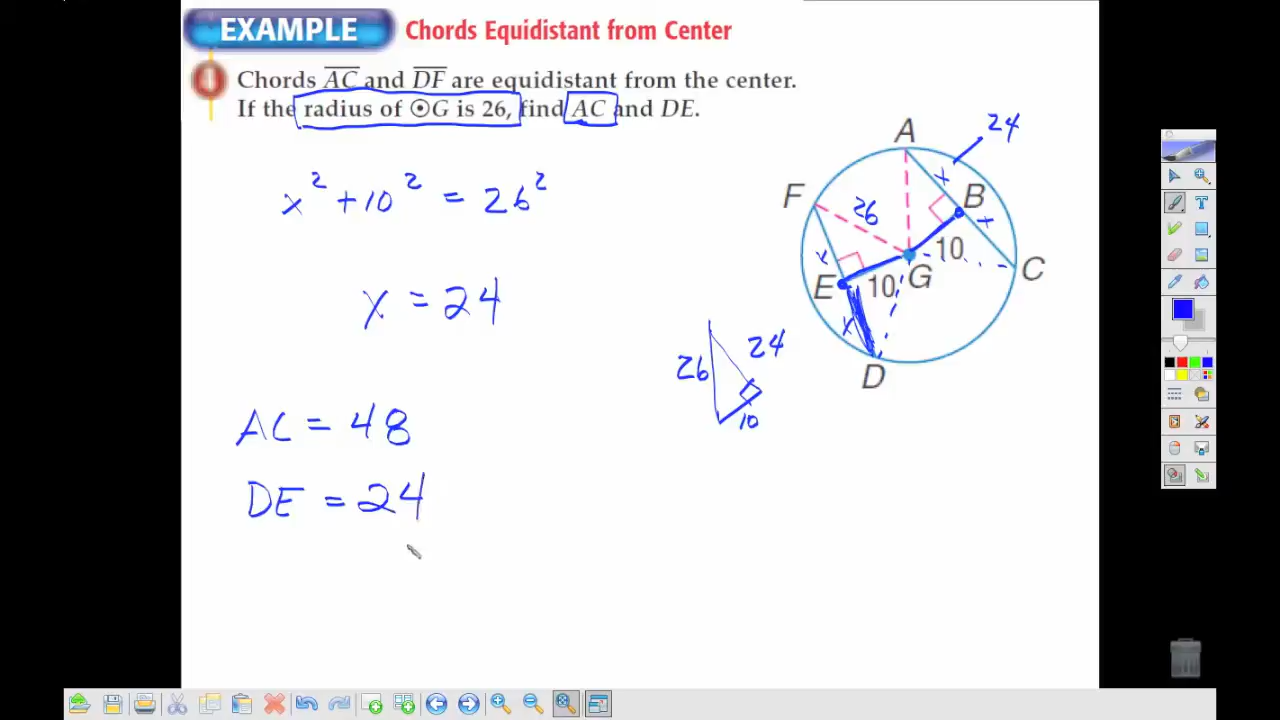 EXAMPLE Chords Equidistant from Center
4 Chords AC and DF are equidistant from the center.
If the radius of ⊙G is 26, find AC and DE.
x² + 10² = 26²
x = 24
AC = 48
DE = 24
24
A
x
F
26
B
x
10
x
C
G
E
10
x
D
26
24
10
T